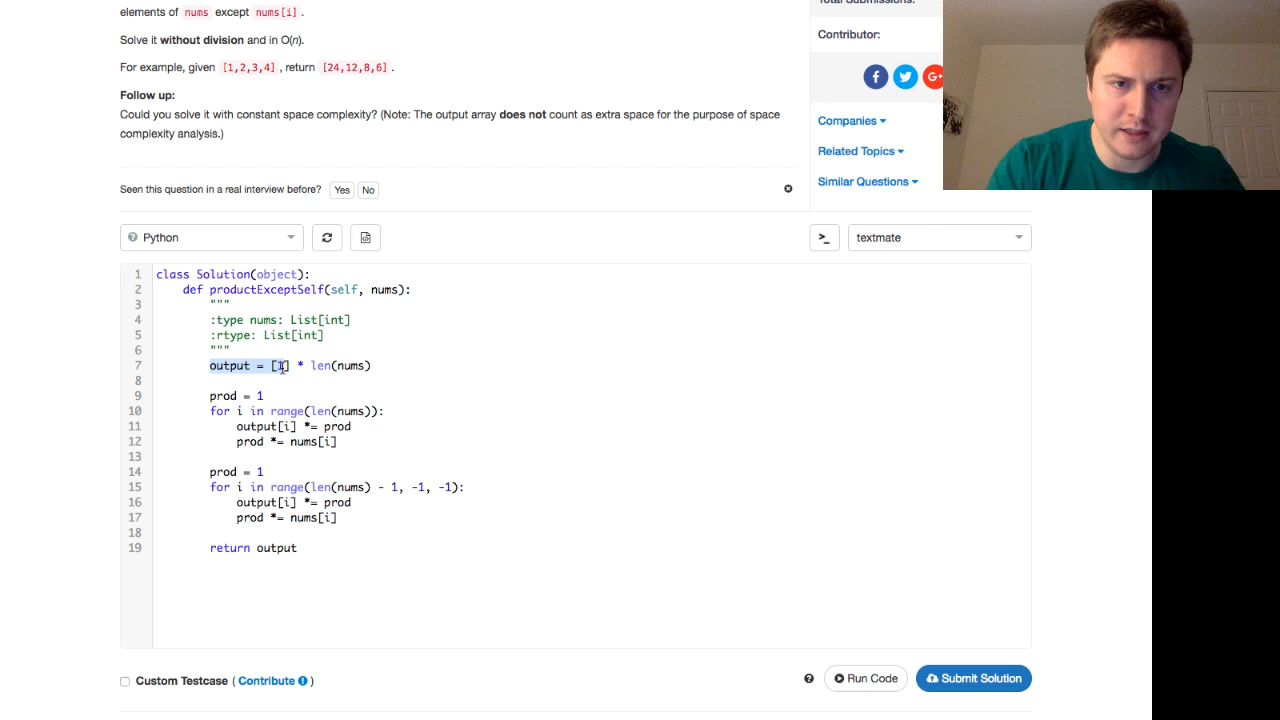 elements of nums except nums[i].
Contributor:
Solve it without division and in O(n).
For example, given [1,2,3,4], return [24,12,8,6].
Follow up:
Could you solve it with constant space complexity? (Note: The output array does not count as extra space for the purpose of space
complexity analysis.)
Companies
Related Topics
Similar Questions
Seen this question in a real interview before? Yes No
Python
>_ textmate
1 class Solution(object):
2 def productExceptSelf(self, nums):
3 """
4 :type nums: List[int]
5 :rtype: List[int]
6 """
7 output = [1] * len(nums)
8
9 prod = 1
10 for i in range(len(nums)):
11 output[i] *= prod
12 prod *= nums[i]
13
14 prod = 1
15 for i in range(len(nums) - 1, -1, -1):
16 output[i] *= prod
17 prod *= nums[i]
18
19 return output
Custom Testcase ( Contribute )
Run Code
Submit Solution